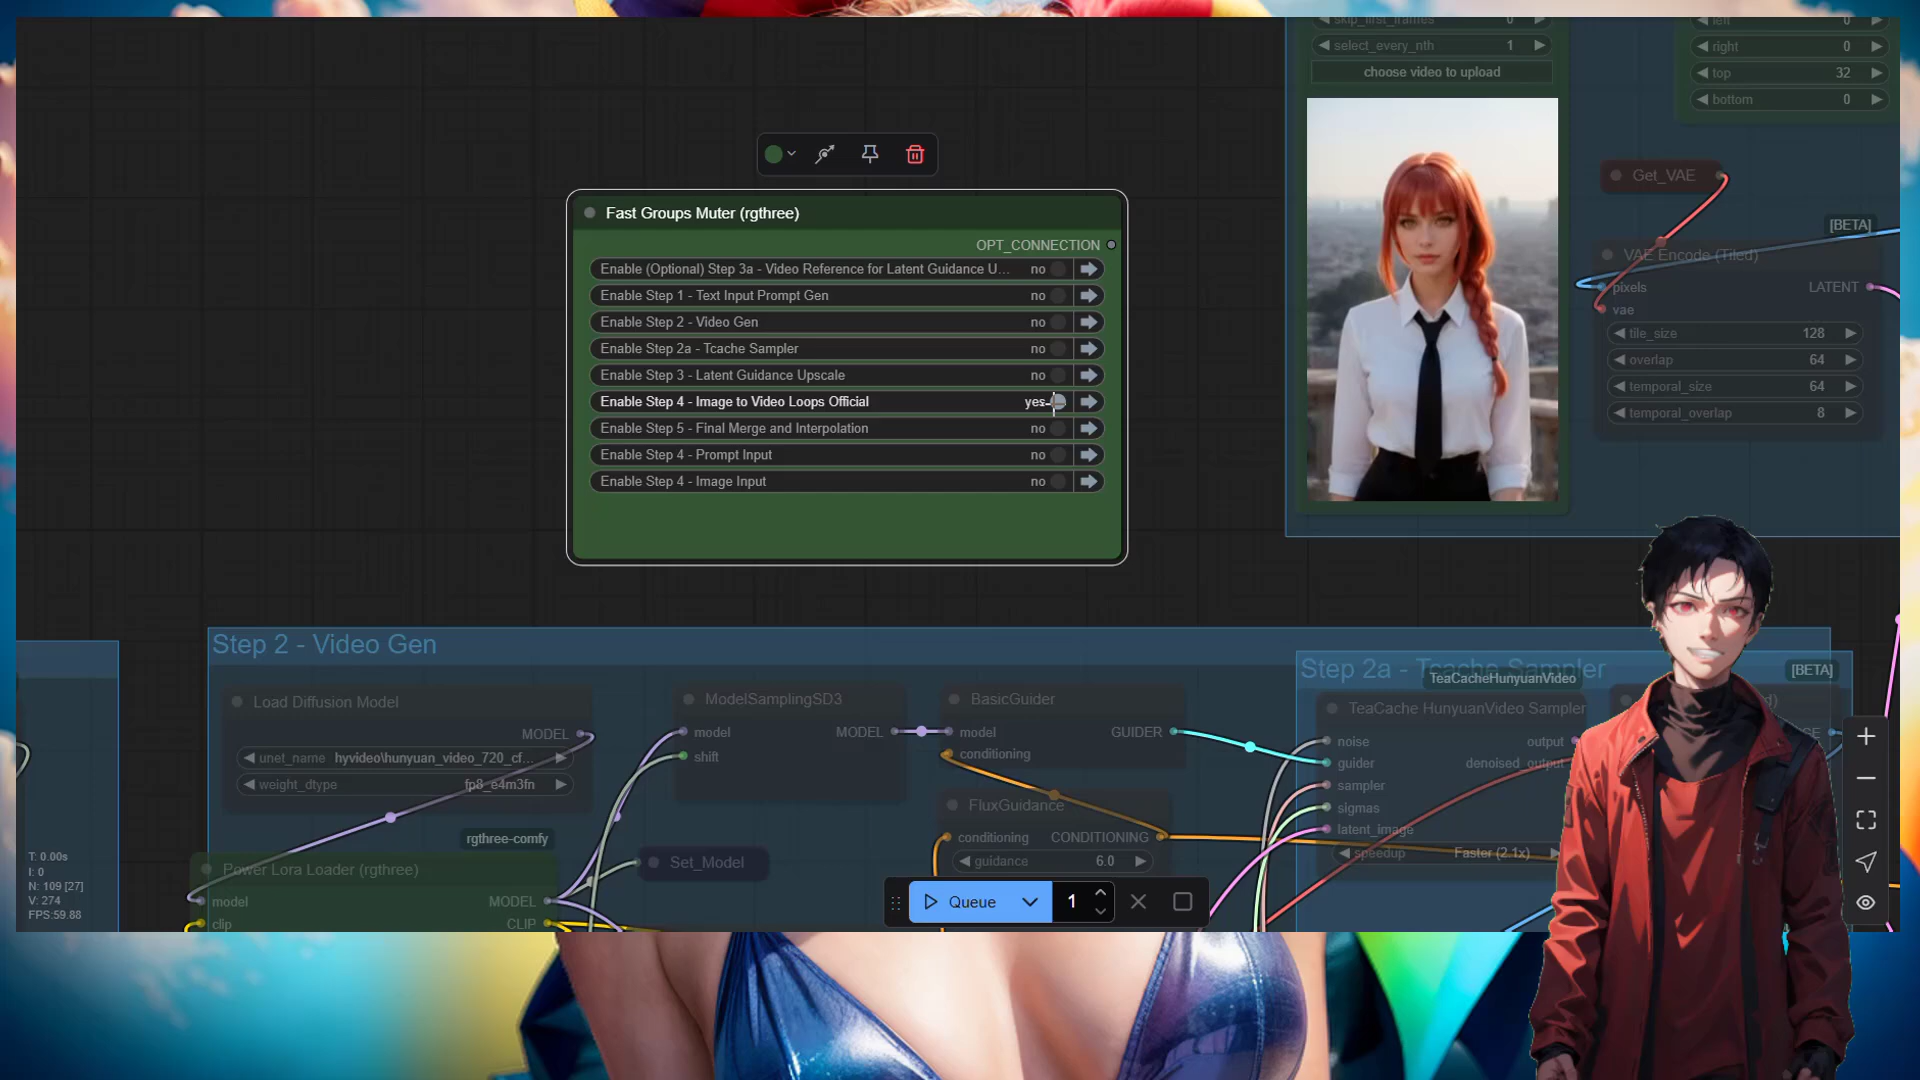 skip_first_frames 0
select_every_nth 1
choose video to upload
left 0
right 0
top 32
bottom 0
Get_VAE
[BETA]
VAE Encode (Tiled)
pixels LATENT
vae
tile_size 128
overlap 64
temporal_size 64
temporal_overlap 8
Fast Groups Muter (rgthree)
OPT_CONNECTION
Enable (Optional) Step 3a - Video Reference for Latent Guidance U... no
Enable Step 1 - Text Input Prompt Gen no
Enable Step 2 - Video Gen no
Enable Step 2a - Tcache Sampler no
Enable Step 3 - Latent Guidance Upscale no
Enable Step 4 - Image to Video Loops Official yes
Enable Step 5 - Final Merge and Interpolation no
Enable Step 4 - Prompt Input no
Enable Step 4 - Image Input no
Step 2 - Video Gen
Load Diffusion Model
MODEL
unet_name hyvideo\hunyuan_video_720_cf...
weight_dtype fp8_e4m3fn
rgthree-comfy
Power Lora Loader (rgthree)
model MODEL
clip CLIP
ModelSamplingSD3
model MODEL
shift
Set_Model
BasicGuider
model GUIDER
conditioning
FluxGuidance
conditioning CONDITIONING
guidance 6.0
Step 2a - Tcache Sampler
TeaCacheHunyuanVideo
[BETA]
TeaCache HunyuanVideo Sampler
noise output
guider denoised_output
sampler
sigmas
latent_image
speedup Faster (2.1x)
T: 0.00s
I: 0
N: 109 [27]
V: 274
FPS:59.88
Queue 1